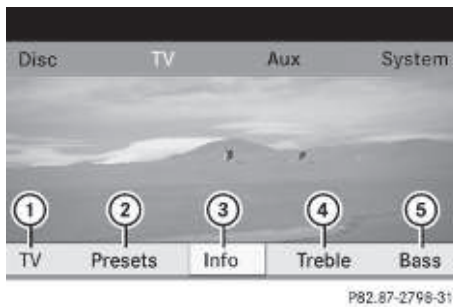 Disc TV Aux System
1 2 3 4 5
TV Presets Info Treble Bass
P82.87-2798-31